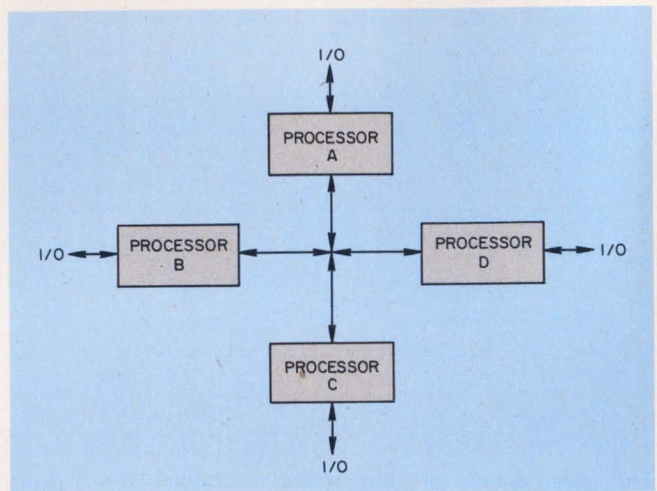 I/O
PROCESSOR
A
I/O
PROCESSOR
B
PROCESSOR
D
I/O
PROCESSOR
C
I/O